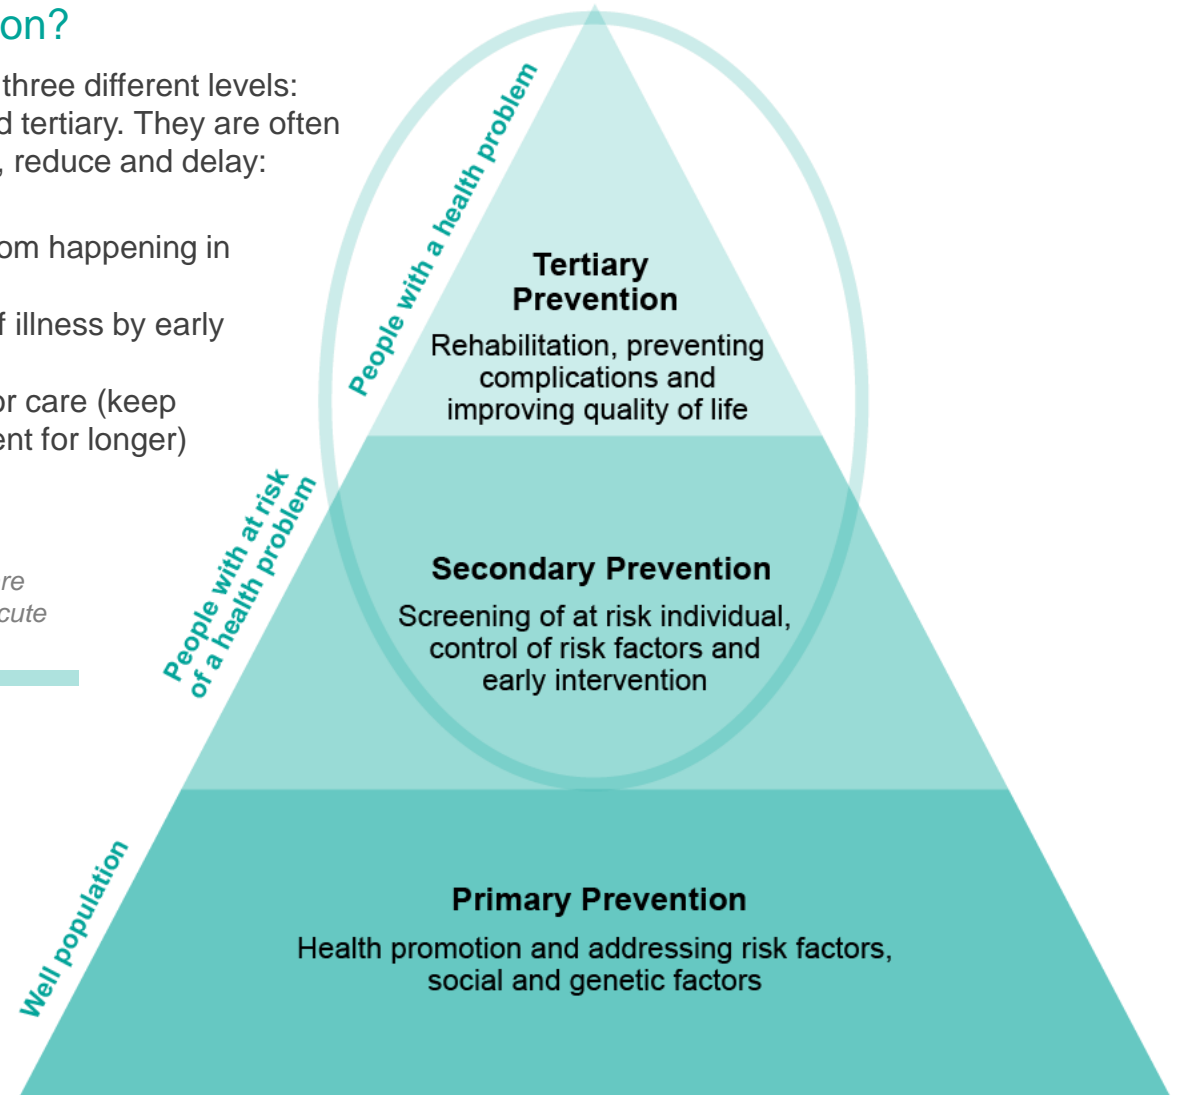 on?
three different levels:
d tertiary. They are often
, reduce and delay:
om happening in
f illness by early
or care (keep
ent for longer)
re
cute
People with a health problem
Tertiary
Prevention
Rehabilitation, preventing
complications and
improving quality of life
People with at risk
of a health problem
Secondary Prevention
Screening of at risk individual,
control of risk factors and
early intervention
Well population
Primary Prevention
Health promotion and addressing risk factors,
social and genetic factors